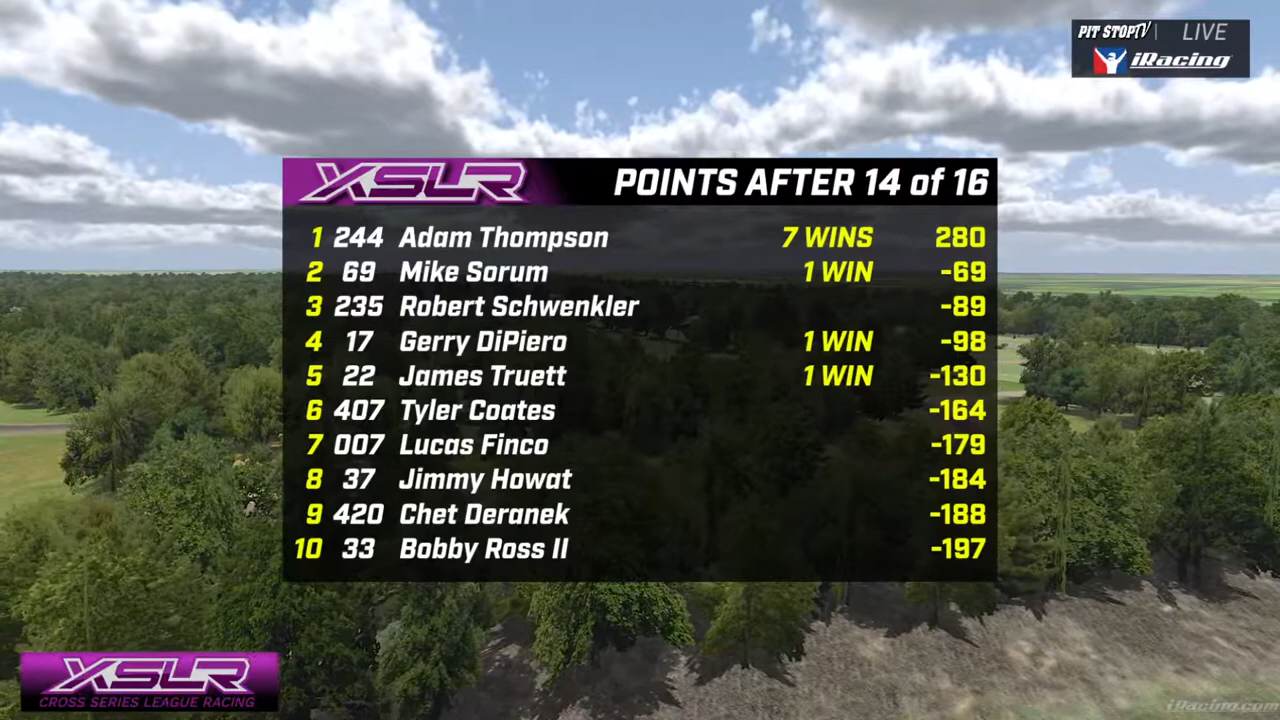 PIT STOPTV LIVE
iRacing
XSLR POINTS AFTER 14 of 16
1 244 Adam Thompson 7 WINS 280
2 69 Mike Sorum 1 WIN -69
3 235 Robert Schwenkler -89
4 17 Gerry DiPiero 1 WIN -98
5 22 James Truett 1 WIN -130
6 407 Tyler Coates -164
7 007 Lucas Finco -179
8 37 Jimmy Howat -184
9 420 Chet Deranek -188
10 33 Bobby Ross II -197
XSLR
CROSS SERIES LEAGUE RACING
iRacing.com